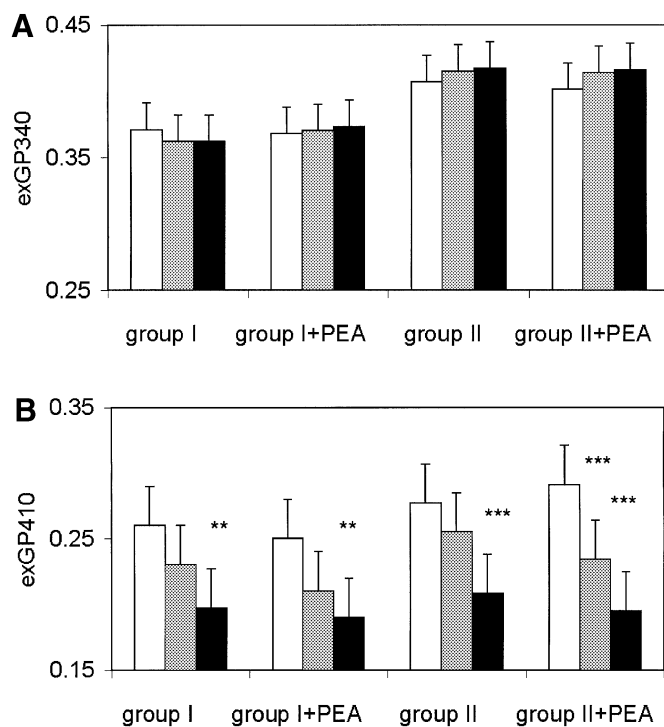 A
0.45
exGP340
0.35
0.25
group I group I+PEA group II group II+PEA
B
0.35
exGP410
***
***
** ** ***
0.25
0.15
group I group I+PEA group II group II+PEA